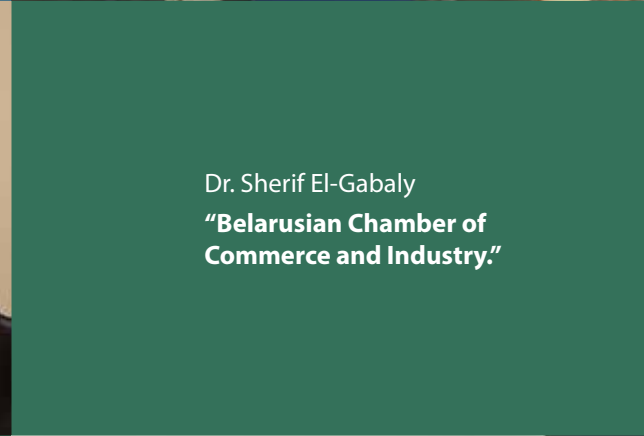 Dr. Sherif El-Gabaly
“Belarusian Chamber of
Commerce and Industry.”